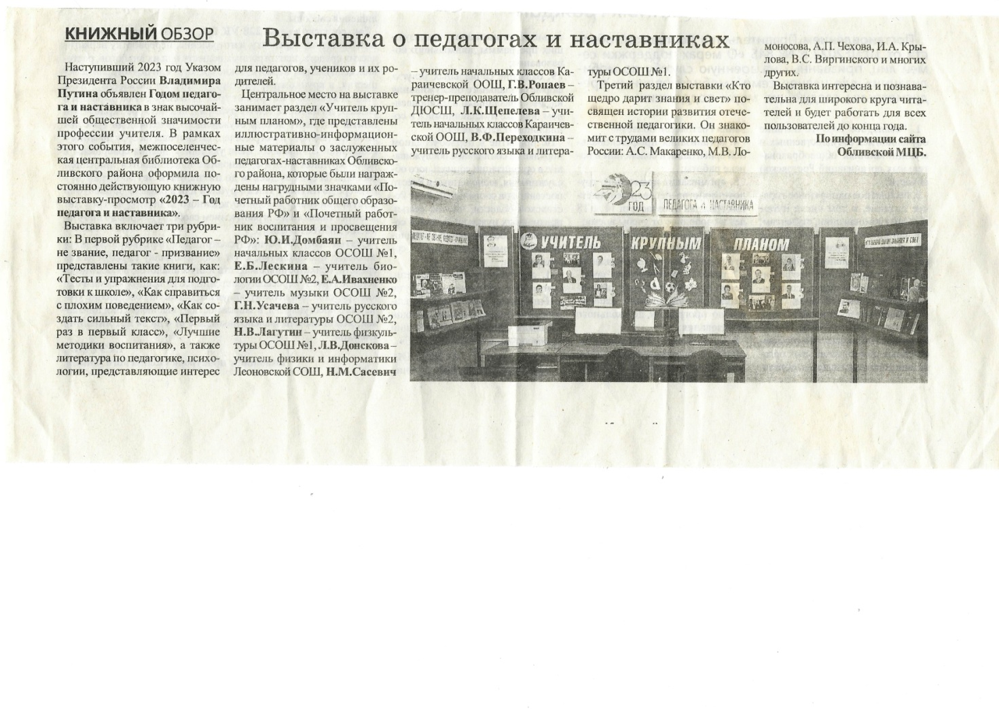 КНИЖНЫЙ ОБЗОР
Выставка о педагогах и наставниках
Наступивший 2023 год Указом
Президента России Владимира
Путина объявлен Годом педаго-
га и наставника в знак высочай-
шей общественной значимости
профессии учителя. В рамках
этого события, межпоселенчес-
кая центральная библиотека Об-
ливского района оформила по-
стоянно действующую книжную
выставку-просмотр «2023 – Год
педагога и наставника».
Выставка включает три рубри-
ки: В первой рубрике «Педагог –
не звание, педагог - призвание»
представлены такие книги, как:
«Тесты и упражнения для подго-
товки к школе», «Как справиться
с плохим поведением», «Как со-
здать сильный текст», «Первый
раз в первый класс», «Лучшие
методики воспитания», а также
литература по педагогике, психо-
логии, представляющие интерес
для педагогов, учеников и их ро-
дителей.
Центральное место на выставке
занимает раздел «Учитель круп-
ным планом», где представлены
иллюстративно-информацион-
ные материалы о заслуженных
педагогах-наставниках Обливско-
го района, которые были награж-
дены нагрудными значками «По-
четный работник общего образо-
вания РФ» и «Почетный работ-
ник воспитания и просвещения
РФ»: Ю.И.Домбаян – учитель
начальных классов ОСОШ №1,
Е.Б.Лескина – учитель био-
логии ОСОШ №2, Е.А.Ивахненко
– учитель музыки ОСОШ №2,
Г.Н.Усачева – учитель русского
языка и литературы ОСОШ №2,
Н.В.Лагутин – учитель физкуль-
туры ОСОШ №1, Л.В.Донскова –
учитель физики и информатики
Леоновской СОШ, Н.М.Сасевич
– учитель начальных классов Ка-
раичевской ООШ, Г.В.Ропаев –
тренер-преподаватель Обливской
ДЮСШ, Л.К.Щепелева – учи-
тель начальных классов Караичев-
ской ООШ, В.Ф.Переходкина –
учитель русского языка и литера-
туры ОСОШ №1.
Третий раздел выставки «Кто
щедро дарит знания и свет» по-
священ истории развития отече-
ственной педагогики. Он знако-
мит с трудами великих педагогов
России: А.С. Макаренко, М.В. Ло-
моносова, А.П. Чехова, И.А. Кры-
лова, В.С. Виргинского и многих
других.
Выставка интересна и познава-
тельна для широкого круга чита-
телей и будет работать для всех
пользователей до конца года.
По информации сайта
Обливской МЦБ.
23
ГОД
ПЕДАГОГА И НАСТАВНИКА
УЧИТЕЛЬ КРУПНЫМ ПЛАНОМ